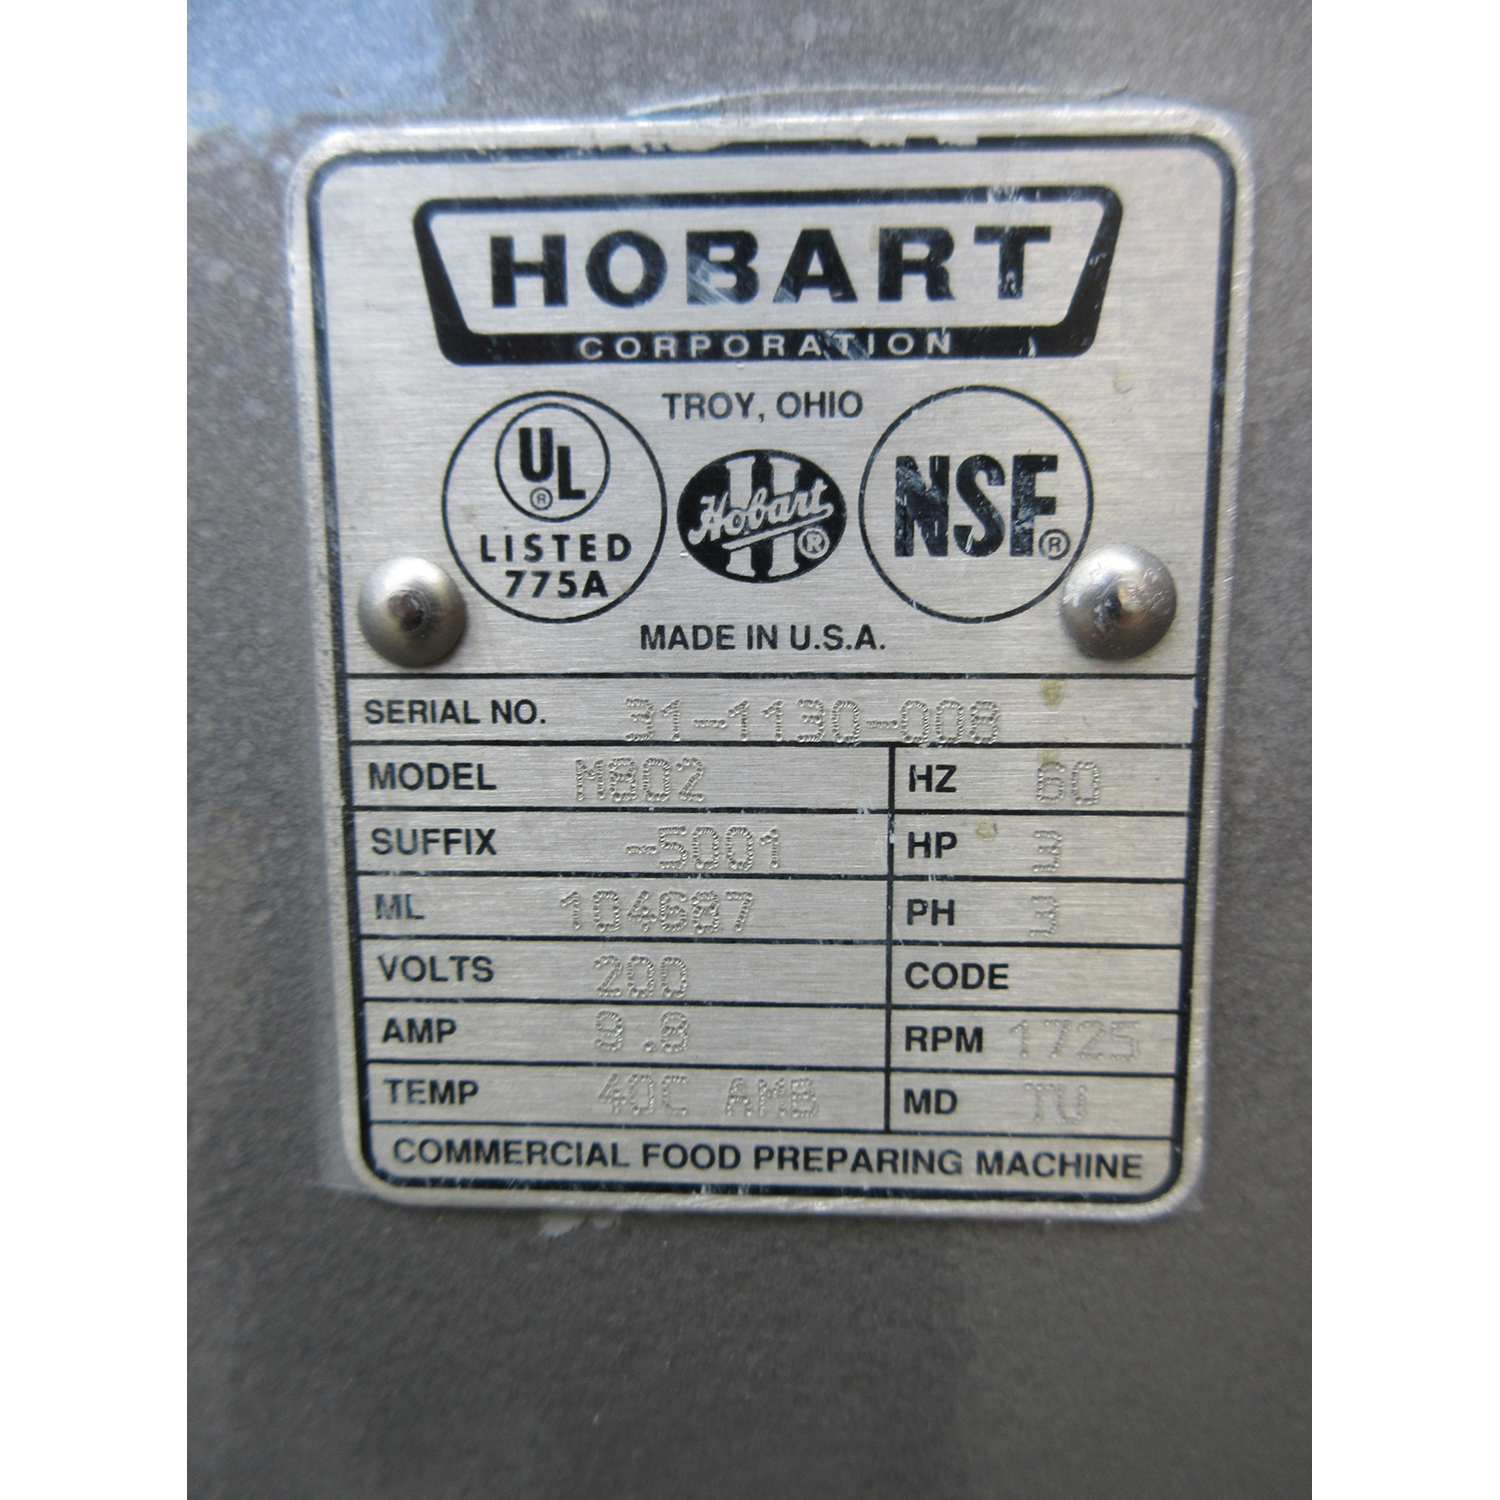 HOBART
CORPORATION
TROY, OHIO
UL ®
LISTED
775A
Hobart ®
NSF ®
MADE IN U.S.A.
SERIAL NO. 31-1130-008
MODEL M802 HZ 60
SUFFIX -5001 HP 3
ML 104687 PH 3
VOLTS 200 CODE
AMP 9.8 RPM 1725
TEMP 40C AMB MD TU
COMMERCIAL FOOD PREPARING MACHINE